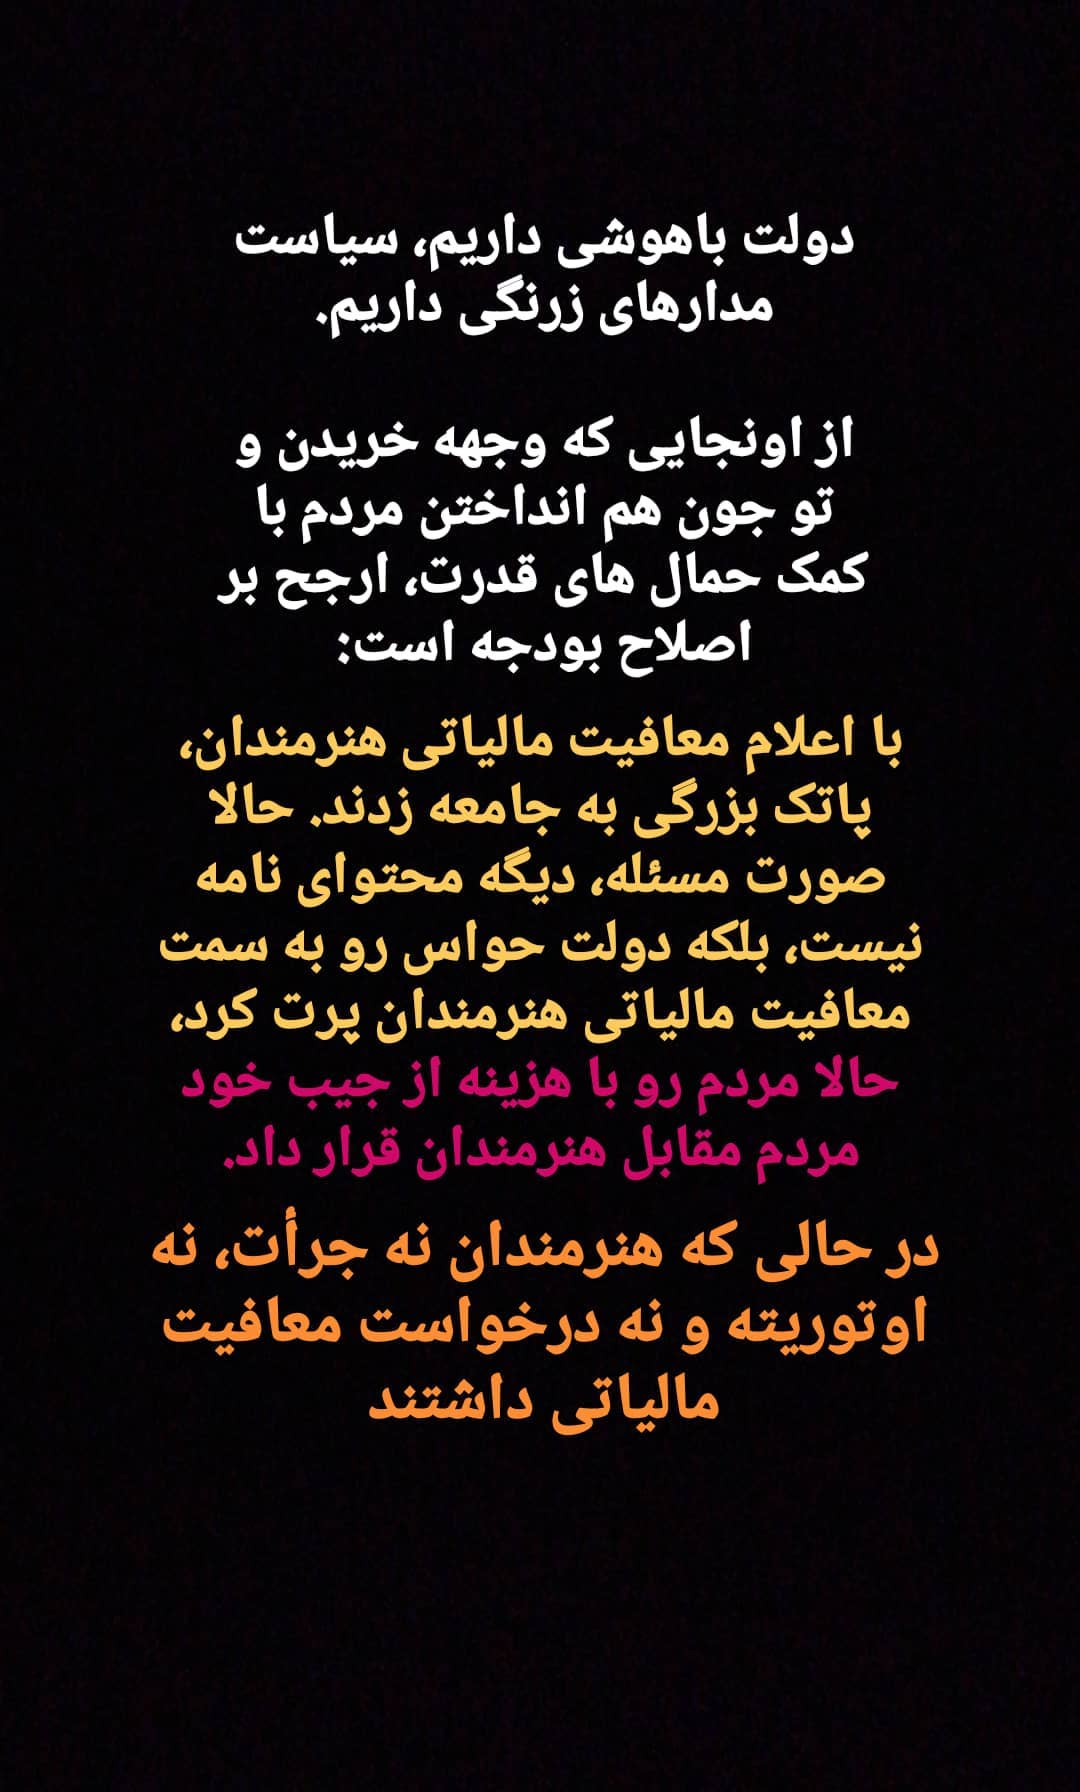 دولت باهوشی داریم، سیاست
مدارهای زرنگی داریم.
از اونجایی که وجهه خریدن و
تو جون هم انداختن مردم با
کمک حمال های قدرت، ارجح بر
اصلاح بودجه است:
با اعلام معافیت مالیاتی هنرمندان،
پاتک بزرگی به جامعه زدند. حالا
صورت مسئله، دیگه محتوای نامه
نیست، بلکه دولت حواس رو به سمت
معافیت مالیاتی هنرمندان پرت کرد،
حالا مردم رو با هزینه از جیب خود
مردم مقابل هنرمندان قرار داد.
در حالی که هنرمندان نه جرأت، نه
اوتوریته و نه درخواست معافیت
مالیاتی داشتند